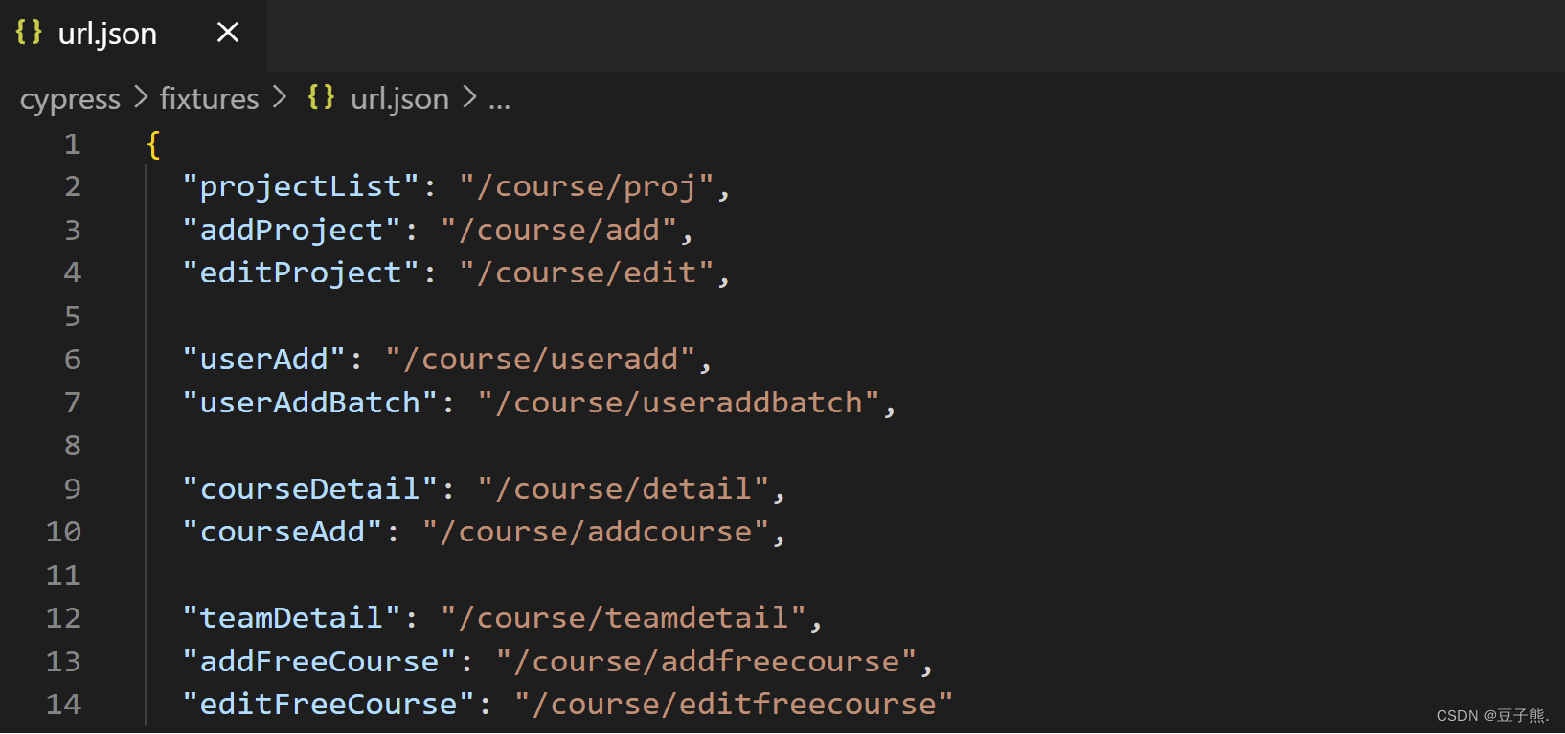 {} url.json ×
cypress > fixtures > {} url.json > ...
1 {
2 "projectList": "/course/proj",
3 "addProject": "/course/add",
4 "editProject": "/course/edit",
5
6 "userAdd": "/course/useradd",
7 "userAddBatch": "/course/useraddbatch",
8
9 "courseDetail": "/course/detail",
10 "courseAdd": "/course/addcourse",
11
12 "teamDetail": "/course/teamdetail",
13 "addFreeCourse": "/course/addfreecourse",
14 "editFreeCourse": "/course/editfreecourse"
CSDN @豆子熊.